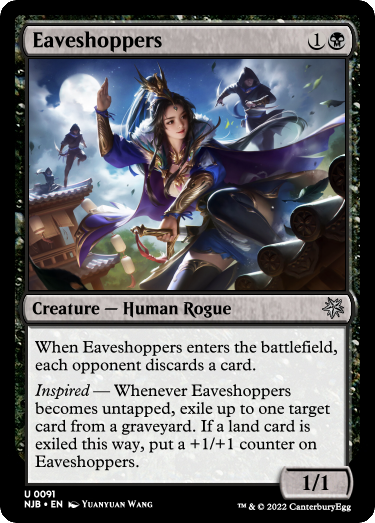 Eaveshoppers 1
Creature — Human Rogue
When Eaveshoppers enters the battlefield,
each opponent discards a card.
Inspired — Whenever Eaveshoppers
becomes untapped, exile up to one target
card from a graveyard. If a land card is
exiled this way, put a +1/+1 counter on
Eaveshoppers.
1/1
U 0091
NJB • EN Yuanyuan Wang
™ & © 2022 CanterburyEgg